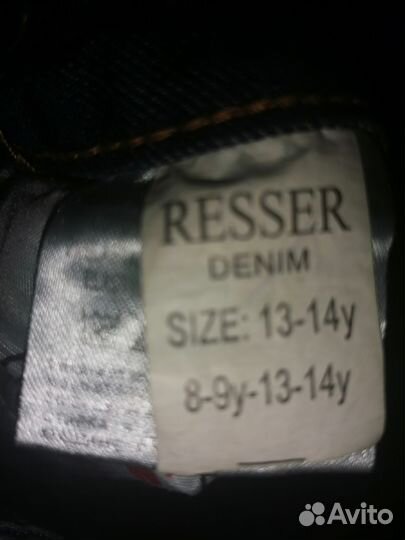 RESSER
DENIM
SIZE: 13-14y
8-9y-13-14y
Avito